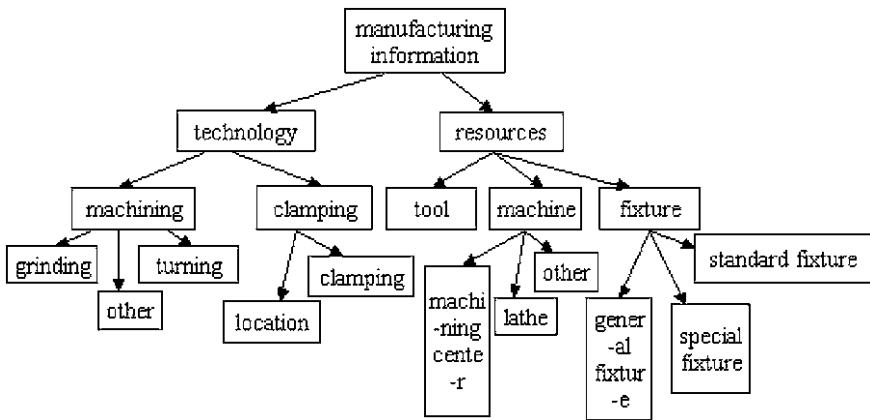 manufacturing
information
technology
resources
machining
clamping
tool
machine
fixture
grinding
other
turning
location
clamping
machi
-ning
cente
-r
lathe
other
gener
-al
fixtur
-e
special
fixture
standard fixture